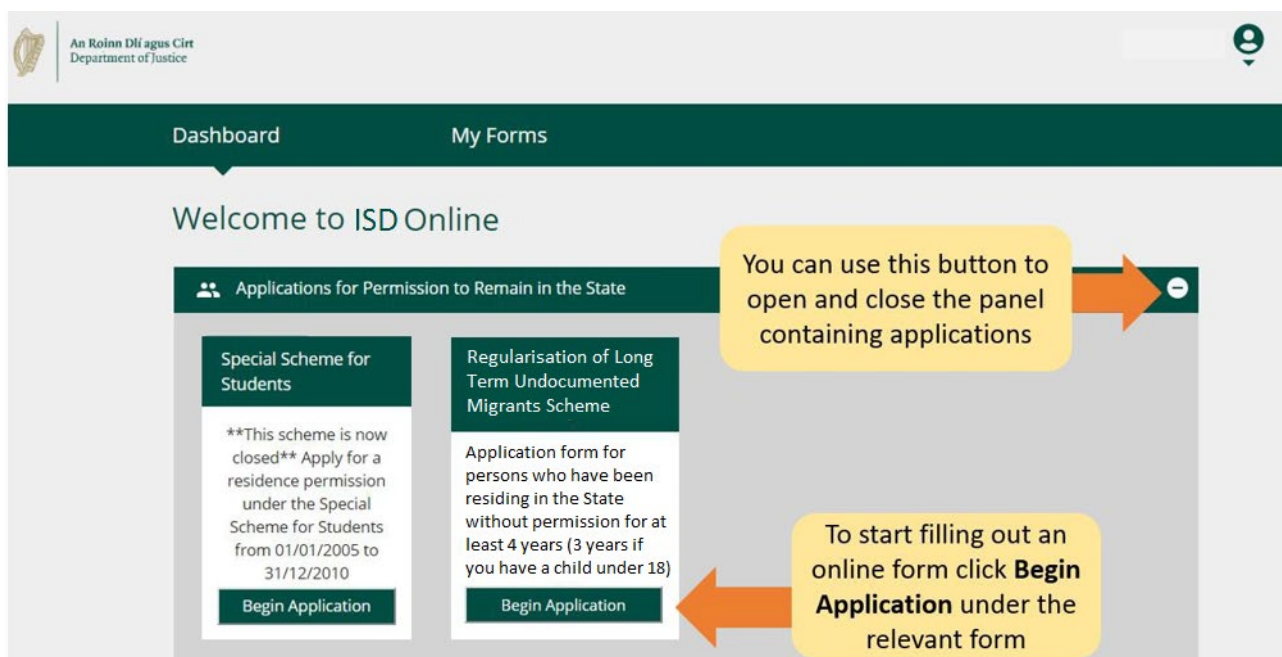 An Roinn Dlí agus Cirt
Department of Justice
Dashboard
My Forms
Welcome to ISD Online
Applications for Permission to Remain in the State
You can use this button to
open and close the panel
containing applications
Special Scheme for
Students
**This scheme is now
closed** Apply for a
residence permission
under the Special
Scheme for Students
from 01/01/2005 to
31/12/2010
Begin Application
Regularisation of Long
Term Undocumented
Migrants Scheme
Application form for
persons who have been
residing in the State
without permission for at
least 4 years (3 years if
you have a child under 18)
Begin Application
To start filling out an
online form click Begin
Application under the
relevant form